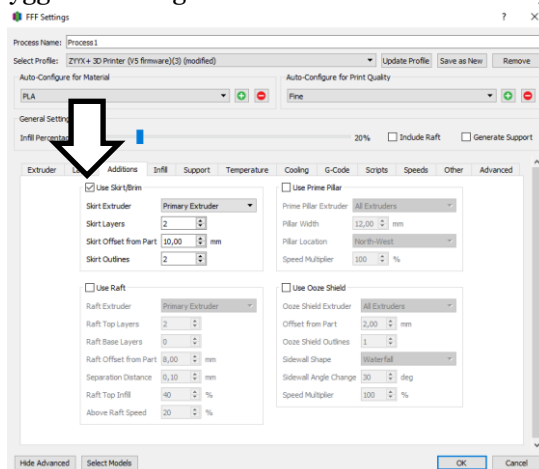 FFF Settings ? ×
Process Name: Process1
Select Profile: ZYYX+ 3D Printer (V5 firmware)(3) (modified) Update Profile Save as New Remove
Auto-Configure for Material Auto-Configure for Print Quality
PLA Fine
General Settin
Infill Percenta 20% Include Raft Generate Support
Extruder La Additions Infill Support Temperature Cooling G-Code Scripts Speeds Other Advanced
Use Skirt/Brim Use Prime Pillar
Skirt Extruder Primary Extruder Prime Pillar Extruder All Extruders
Skirt Layers 2 Pillar Width 12,00 mm
Skirt Offset from Part 10,00 mm Pillar Location North-West
Skirt Outlines 2 Speed Multiplier 100 %
Use Raft Use Ooze Shield
Raft Extruder Primary Extruder Ooze Shield Extruder All Extruders
Raft Top Layers 2 Offset from Part 2,00 mm
Raft Base Layers 0 Ooze Shield Outlines 1
Raft Offset from Part 8,00 mm Sidewall Shape Waterfall
Separation Distance 0,10 mm Sidewall Angle Change 30 deg
Raft Top Infill 40 % Speed Multiplier 100 %
Above Raft Speed 20 %
Hide Advanced Select Models OK Cancel